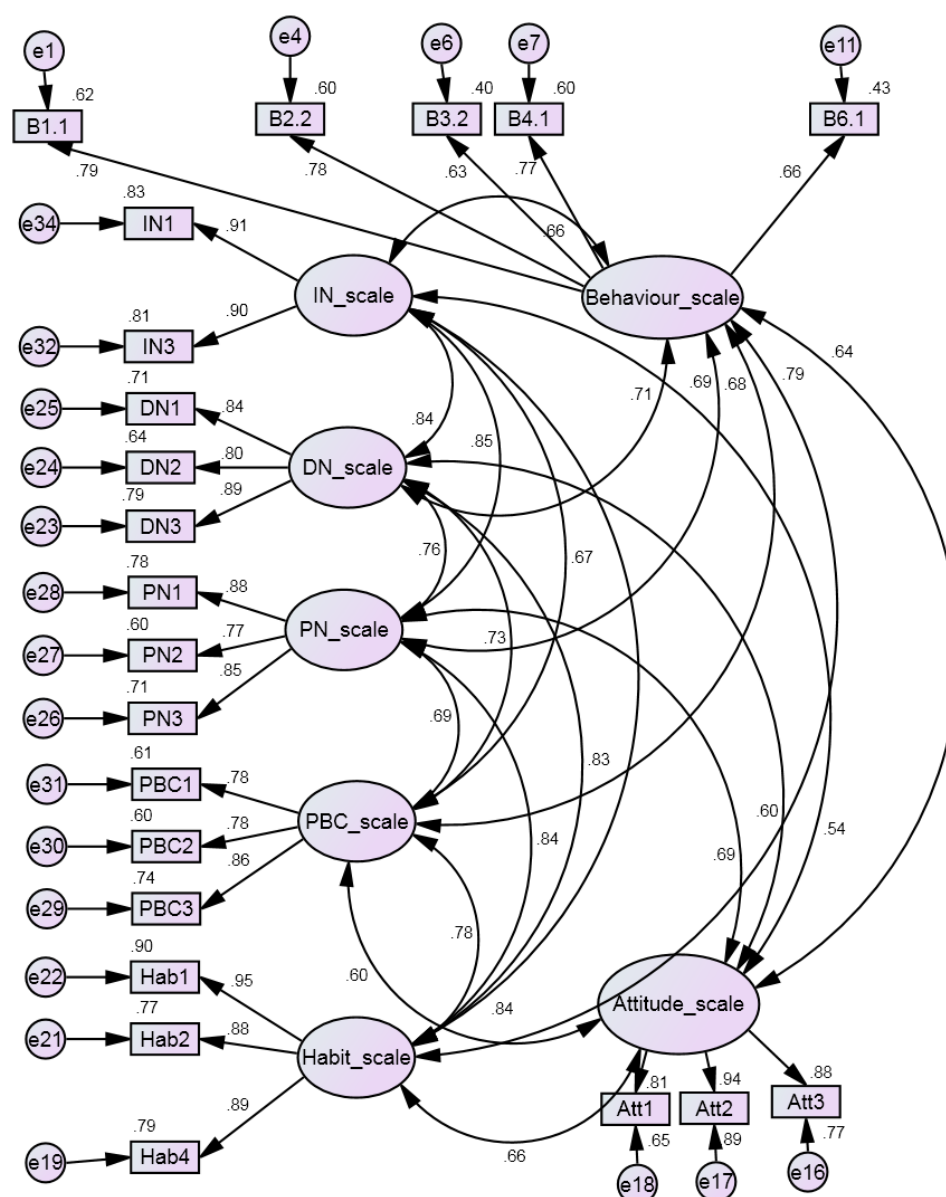 e1
e4
e6
e7
e11
.62
.60
.40
.60
.43
B1.1
B2.2
B3.2
B4.1
B6.1
.79
.78
.63
.77
.66
.83
e34
IN1
.91
.66
IN_scale
Behaviour_scale
.81
.90
e32
IN3
.64
.71
.79
.69
.68
.71
e25
DN1
.84
.84
.85
.64
e24
DN2
.80
DN_scale
.79
.89
e23
DN3
.76
.67
.78
e28
PN1
.88
.60
PN_scale
.73
e27
PN2
.77
.71
.85
e26
PN3
.69
.61
.83
e31
PBC1
.78
.60
.60
PBC_scale
.54
e30
PBC2
.78
.84
.69
.74
.86
e29
PBC3
.78
.90
e22
Hab1
.95
.60
.84
.77
Attitude_scale
e21
Hab2
.88
Habit_scale
.89
.81
.94
.88
Att1
Att2
Att3
.79
e19
Hab4
.66
.65
.89
.77
e18
e17
e16